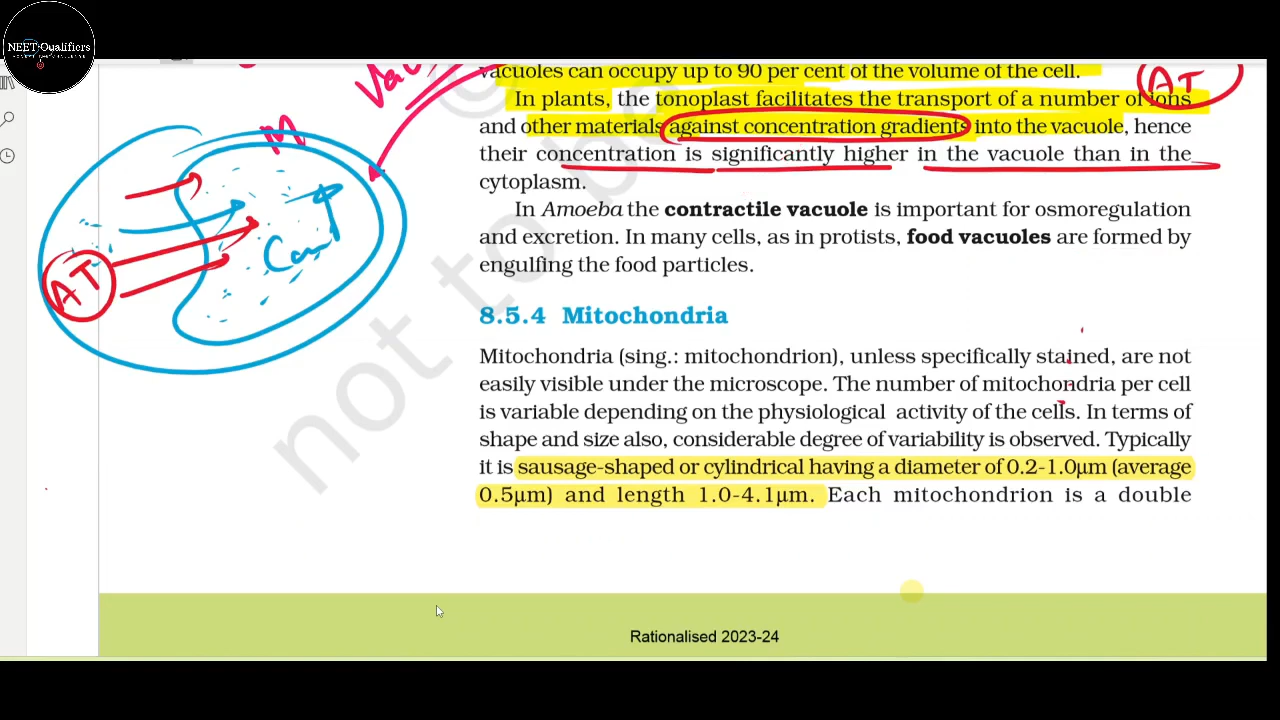 NEET Qualifiers
vacuoles can occupy up to 90 per cent of the volume of the cell.
AT
In plants, the tonoplast facilitates the transport of a number of ions
and other materials against concentration gradients into the vacuole, hence
their concentration is significantly higher in the vacuole than in the
cytoplasm.
In Amoeba the contractile vacuole is important for osmoregulation
and excretion. In many cells, as in protists, food vacuoles are formed by
engulfing the food particles.
Vac
M
Con
AT
8.5.4 Mitochondria
Mitochondria (sing.: mitochondrion), unless specifically stained, are not
easily visible under the microscope. The number of mitochondria per cell
is variable depending on the physiological activity of the cells. In terms of
shape and size also, considerable degree of variability is observed. Typically
it is sausage-shaped or cylindrical having a diameter of 0.2-1.0µm (average
0.5µm) and length 1.0-4.1µm. Each mitochondrion is a double
not to be
©
Rationalised 2023-24